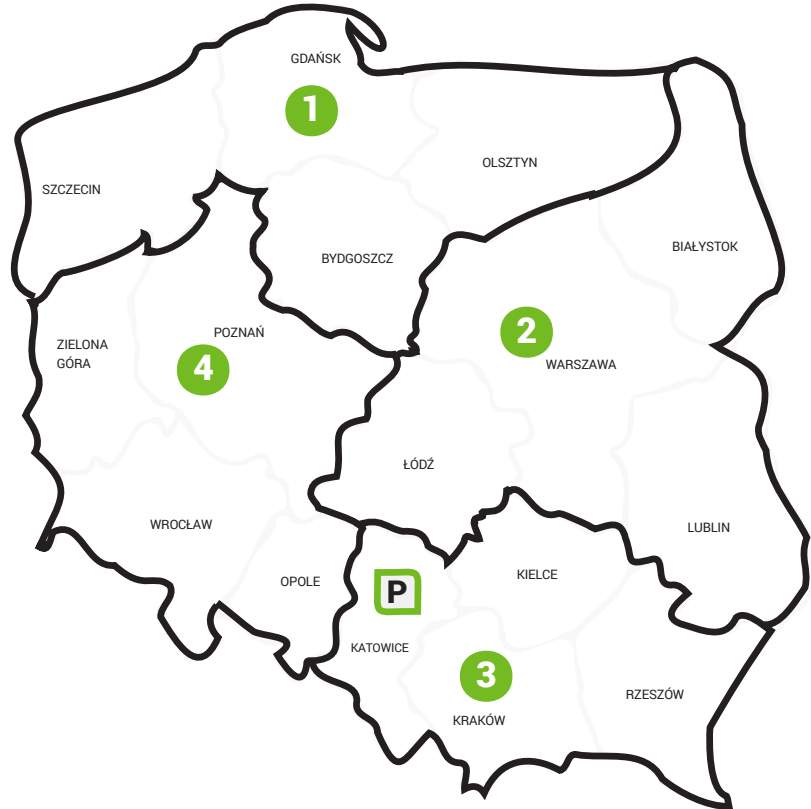 GDAŃSK
1
OLSZTYN
SZCZECIN
BIAŁYSTOK
BYDGOSZCZ
POZNAŃ
2
ZIELONA
GÓRA
4
WARSZAWA
ŁÓDŹ
WROCŁAW
LUBLIN
OPOLE
P
KIELCE
KATOWICE
3
RZESZÓW
KRAKÓW